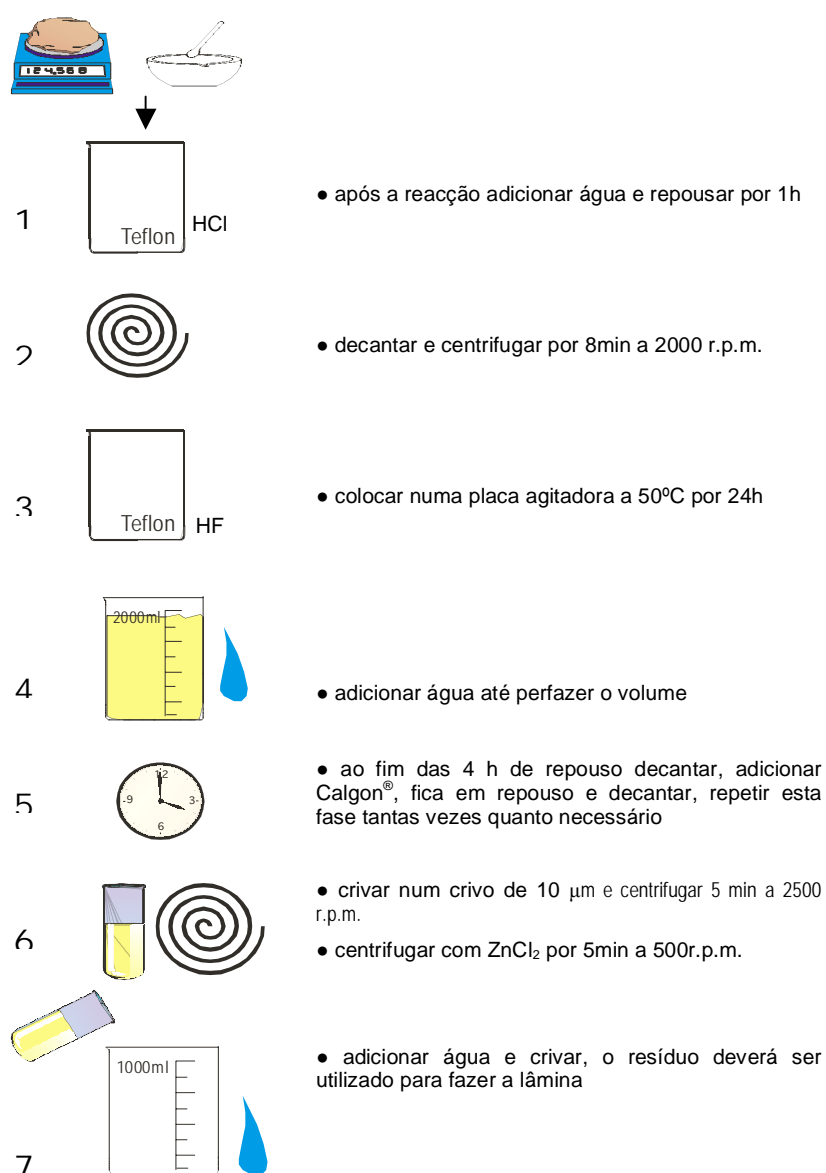 124,568
1
Teflon
HCl
● após a reacção adicionar água e repousar por 1h
2
● decantar e centrifugar por 8min a 2000 r.p.m.
3
Teflon
HF
● colocar numa placa agitadora a 50ºC por 24h
2000ml
4
● adicionar água até perfazer o volume
5
12
9
3
6
● ao fim das 4 h de repouso decantar, adicionar
Calgon®, fica em repouso e decantar, repetir esta
fase tantas vezes quanto necessário
6
● crivar num crivo de 10 µm e centrifugar 5 min a 2500
r.p.m.
● centrifugar com ZnCl₂ por 5min a 500r.p.m.
1000ml
● adicionar água e crivar, o resíduo deverá ser
utilizado para fazer a lâmina
7